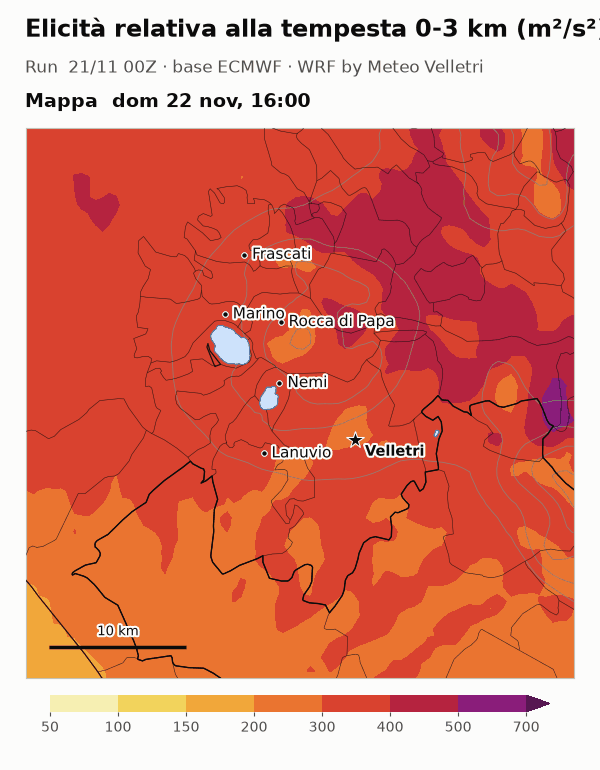 Elicità relativa alla tempesta 0-3 km (m²/s²)
Run 21/11 00Z · base ECMWF · WRF by Meteo Velletri
Mappa dom 22 nov, 16:00
Frascati
Marino
Rocca di Papa
Nemi
Velletri
Lanuvio
10 km
50 100 150 200 300 400 500 700